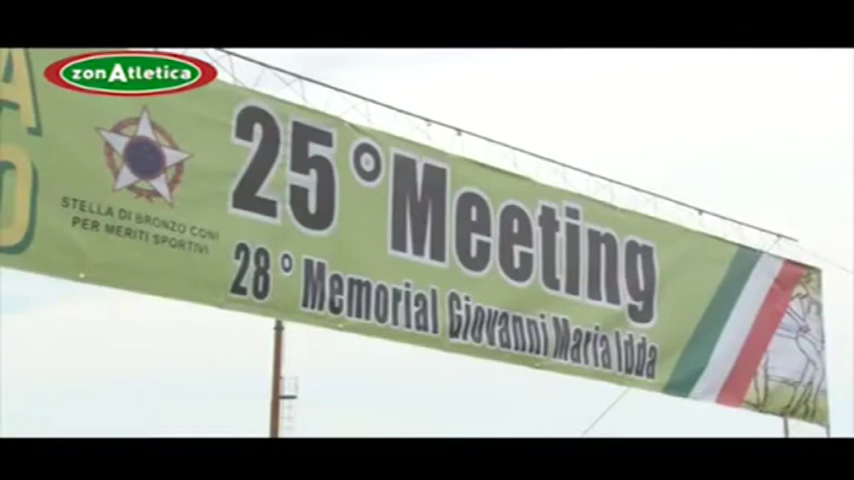 zonAtletica
A
O
STELLA DI BRONZO CONI
PER MERITI SPORTIVI
25° Meeting
28° Memorial Giovanni Maria Idda